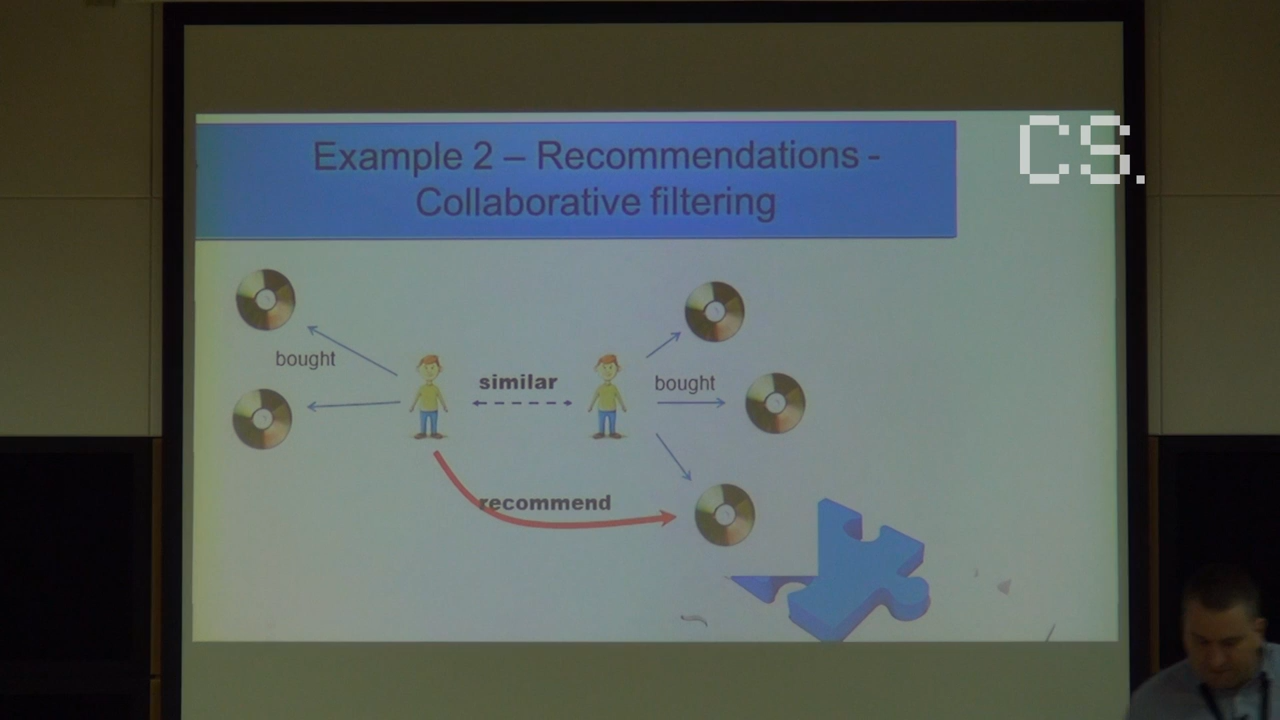 Example 2 – Recommendations -
Collaborative filtering
CS.
bought
similar
bought
recommend